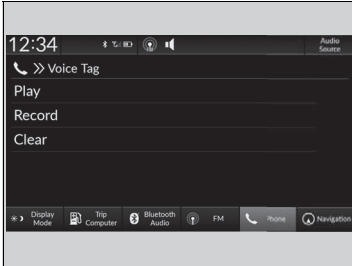 12:34
Audio
Source
Voice Tag
Play
Record
Clear
Display
Mode
Trip
Computer
Bluetooth
Audio
FM
Phone
Navigation